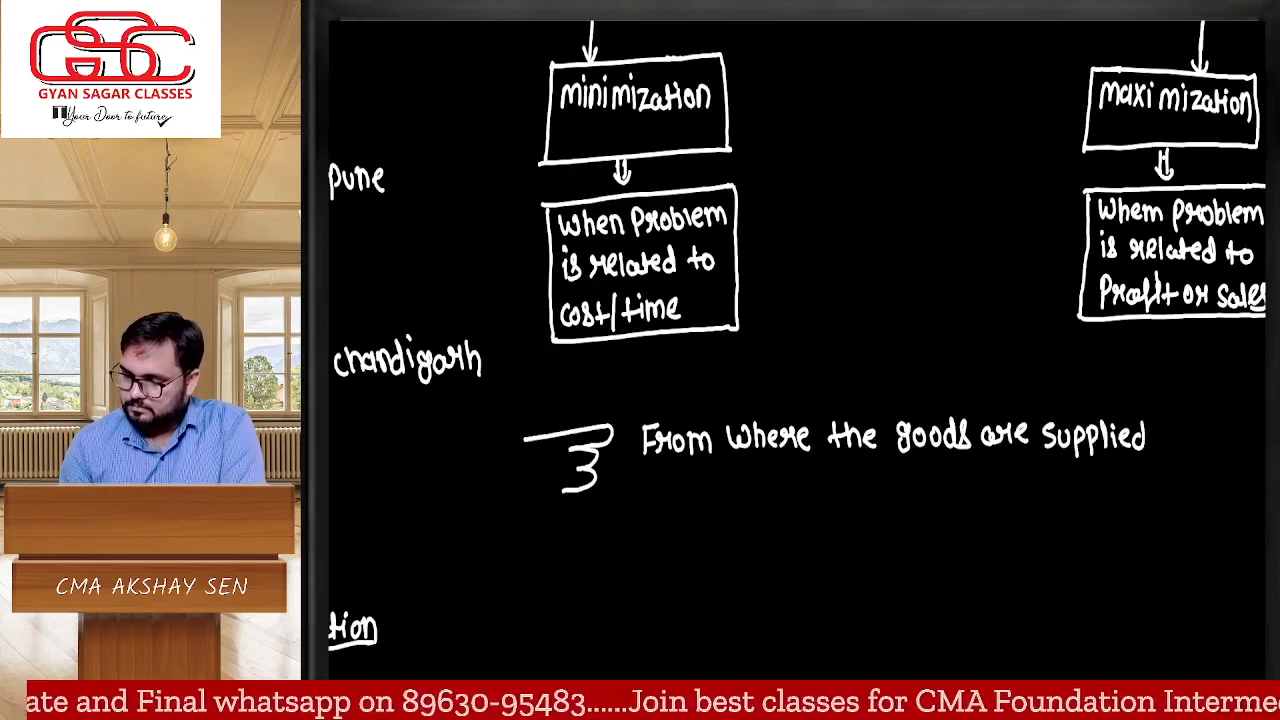 GSC
GYAN SAGAR CLASSES
Your Door to future
minimization
maximization
pune
when problem
is related to
cost/time
whem problem
is related to
profit or sales
chandigarh
From where the goods are supplied
tion
CMA AKSHAY SEN
ate and Final whatsapp on 89630-95483......Join best classes for CMA Foundation Interme